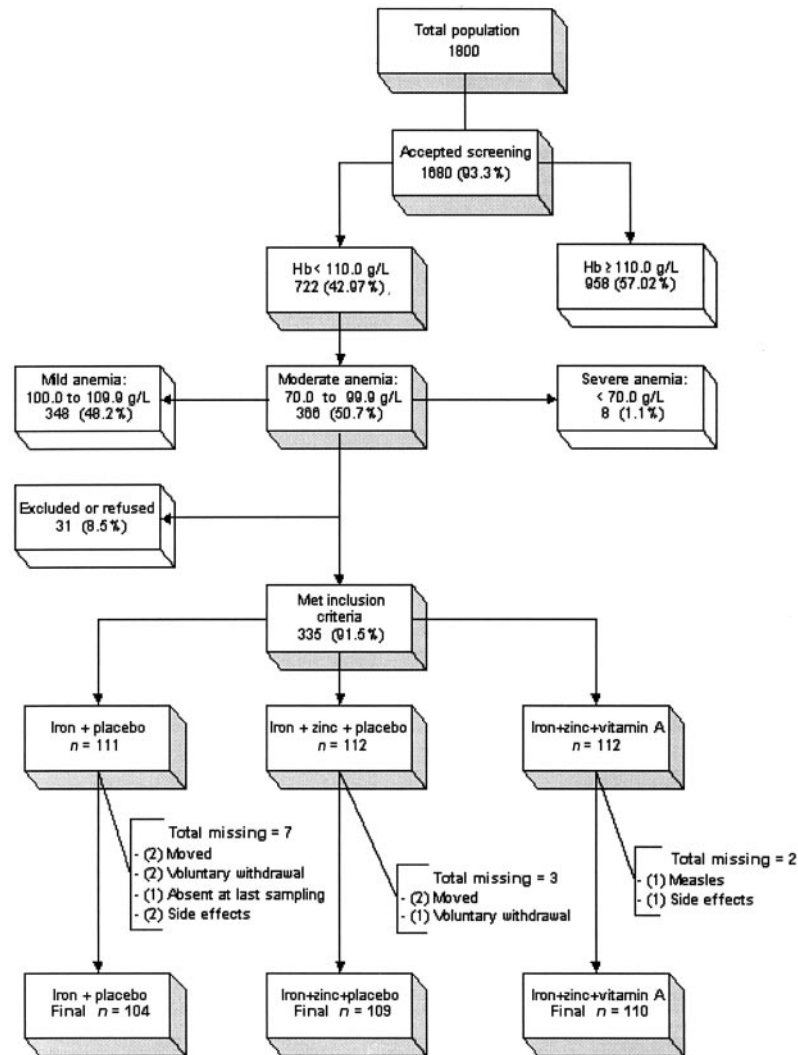 Total population
1800
Accepted screening
1680 (93.3%)
Hb < 110.0 g/L
722 (42.97%)
Hb ≥ 110.0 g/L
958 (57.02%)
Mild anemia:
100.0 to 109.9 g/L
348 (48.2%)
Moderate anemia:
70.0 to 99.9 g/L
366 (50.7%)
Severe anemia:
< 70.0 g/L
8 (1.1%)
Excluded or refused
31 (8.5%)
Met inclusion
criteria
335 (91.5%)
Iron + placebo
n = 111
Iron + zinc + placebo
n = 112
Iron+zinc+vitamin A
n = 112
Total missing = 7
- (2) Moved
- (2) Voluntary withdrawal
- (1) Absent at last sampling
- (2) Side effects
Total missing = 3
- (2) Moved
- (1) Voluntary withdrawal
Total missing = 2
- (1) Measles
- (1) Side effects
Iron + placebo
Final n = 104
Iron+zinc+placebo
Final n = 109
Iron+zinc+vitamin A
Final n = 110